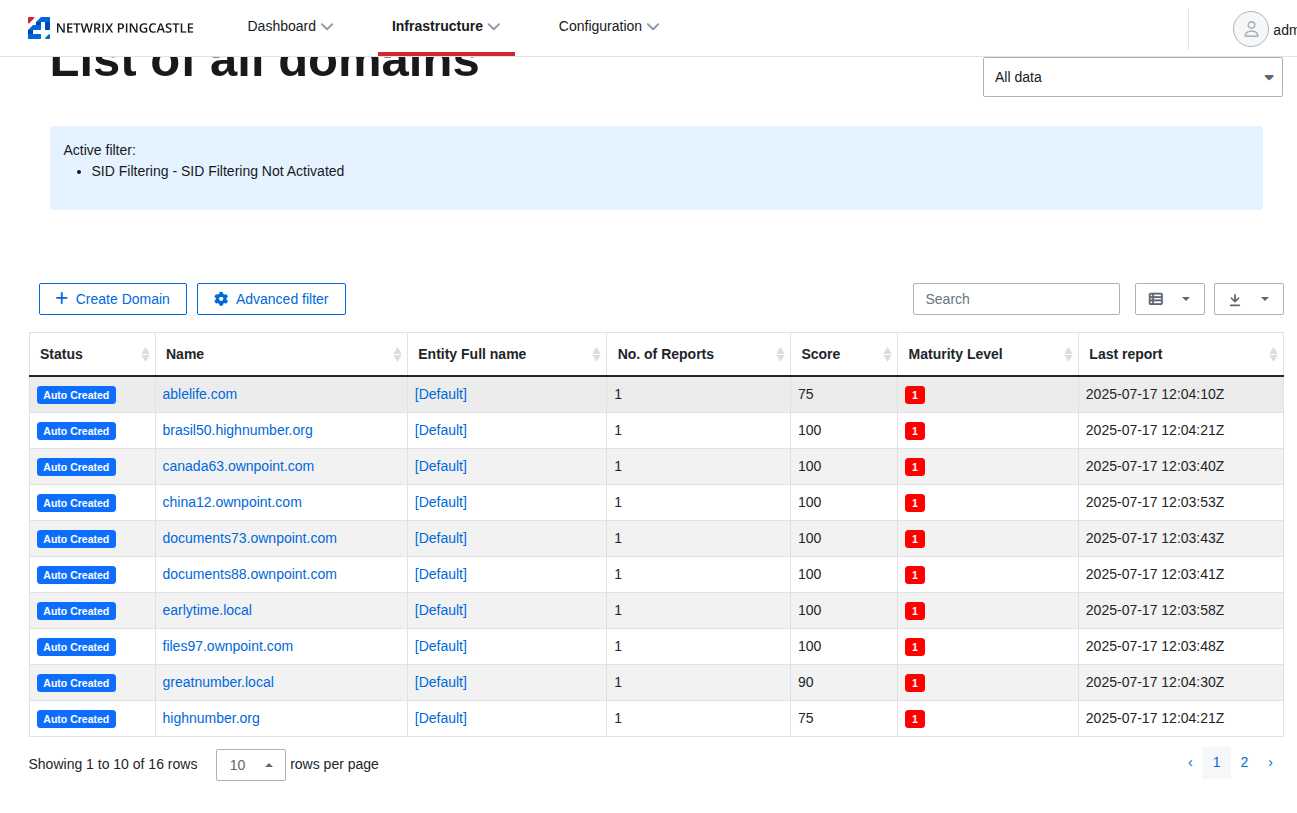 NETWRIX PINGCASTLE Dashboard Infrastructure Configuration adm
List of all domains
All data
Active filter:
• SID Filtering - SID Filtering Not Activated
Create Domain Advanced filter Search
Status Name Entity Full name No. of Reports Score Maturity Level Last report
Auto Created ablelife.com [Default] 1 75 1 2025-07-17 12:04:10Z
Auto Created brasil50.highnumber.org [Default] 1 100 1 2025-07-17 12:04:21Z
Auto Created canada63.ownpoint.com [Default] 1 100 1 2025-07-17 12:03:40Z
Auto Created china12.ownpoint.com [Default] 1 100 1 2025-07-17 12:03:53Z
Auto Created documents73.ownpoint.com [Default] 1 100 1 2025-07-17 12:03:43Z
Auto Created documents88.ownpoint.com [Default] 1 100 1 2025-07-17 12:03:41Z
Auto Created earlytime.local [Default] 1 100 1 2025-07-17 12:03:58Z
Auto Created files97.ownpoint.com [Default] 1 100 1 2025-07-17 12:03:48Z
Auto Created greatnumber.local [Default] 1 90 1 2025-07-17 12:04:30Z
Auto Created highnumber.org [Default] 1 75 1 2025-07-17 12:04:21Z
Showing 1 to 10 of 16 rows 10 rows per page ‹ 1 2 ›